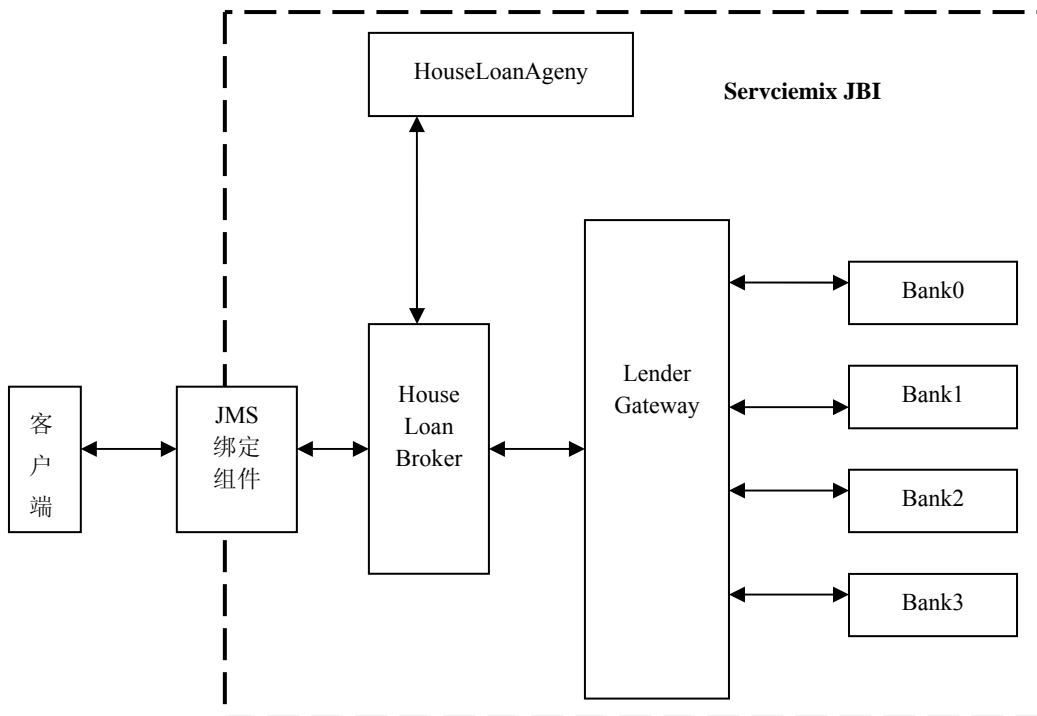 HouseLoanAgeny
Servciemix JBI
客
户
端
JMS
绑定
组件
House
Loan
Broker
Lender
Gateway
Bank0
Bank1
Bank2
Bank3